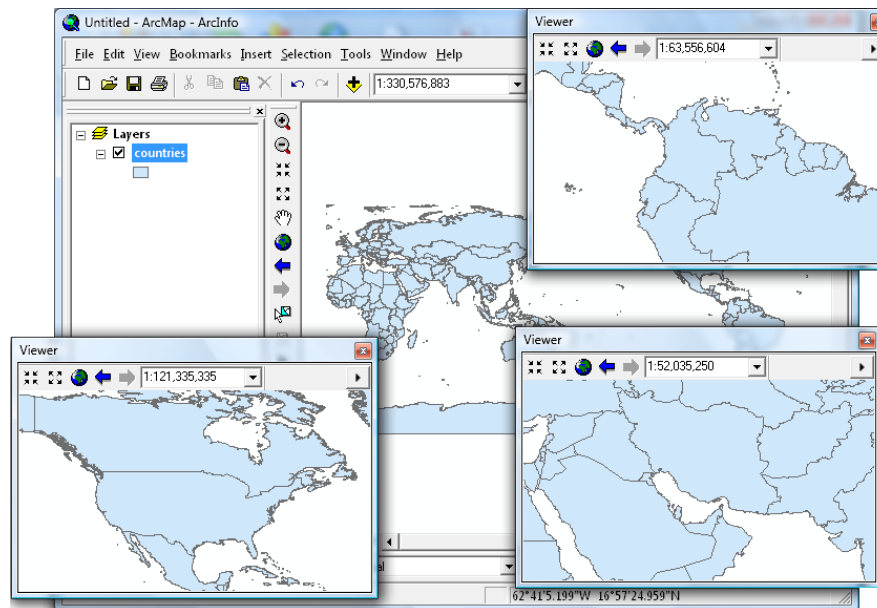 Untitled - ArcMap - ArcInfo
File Edit View Bookmarks Insert Selection Tools Window Help
1:330,576,883
Layers
countries
Viewer
1:63,556,604
Viewer
1:121,335,335
Viewer
1:52,035,250
62°41'5.199"W 16°57'24.959"N